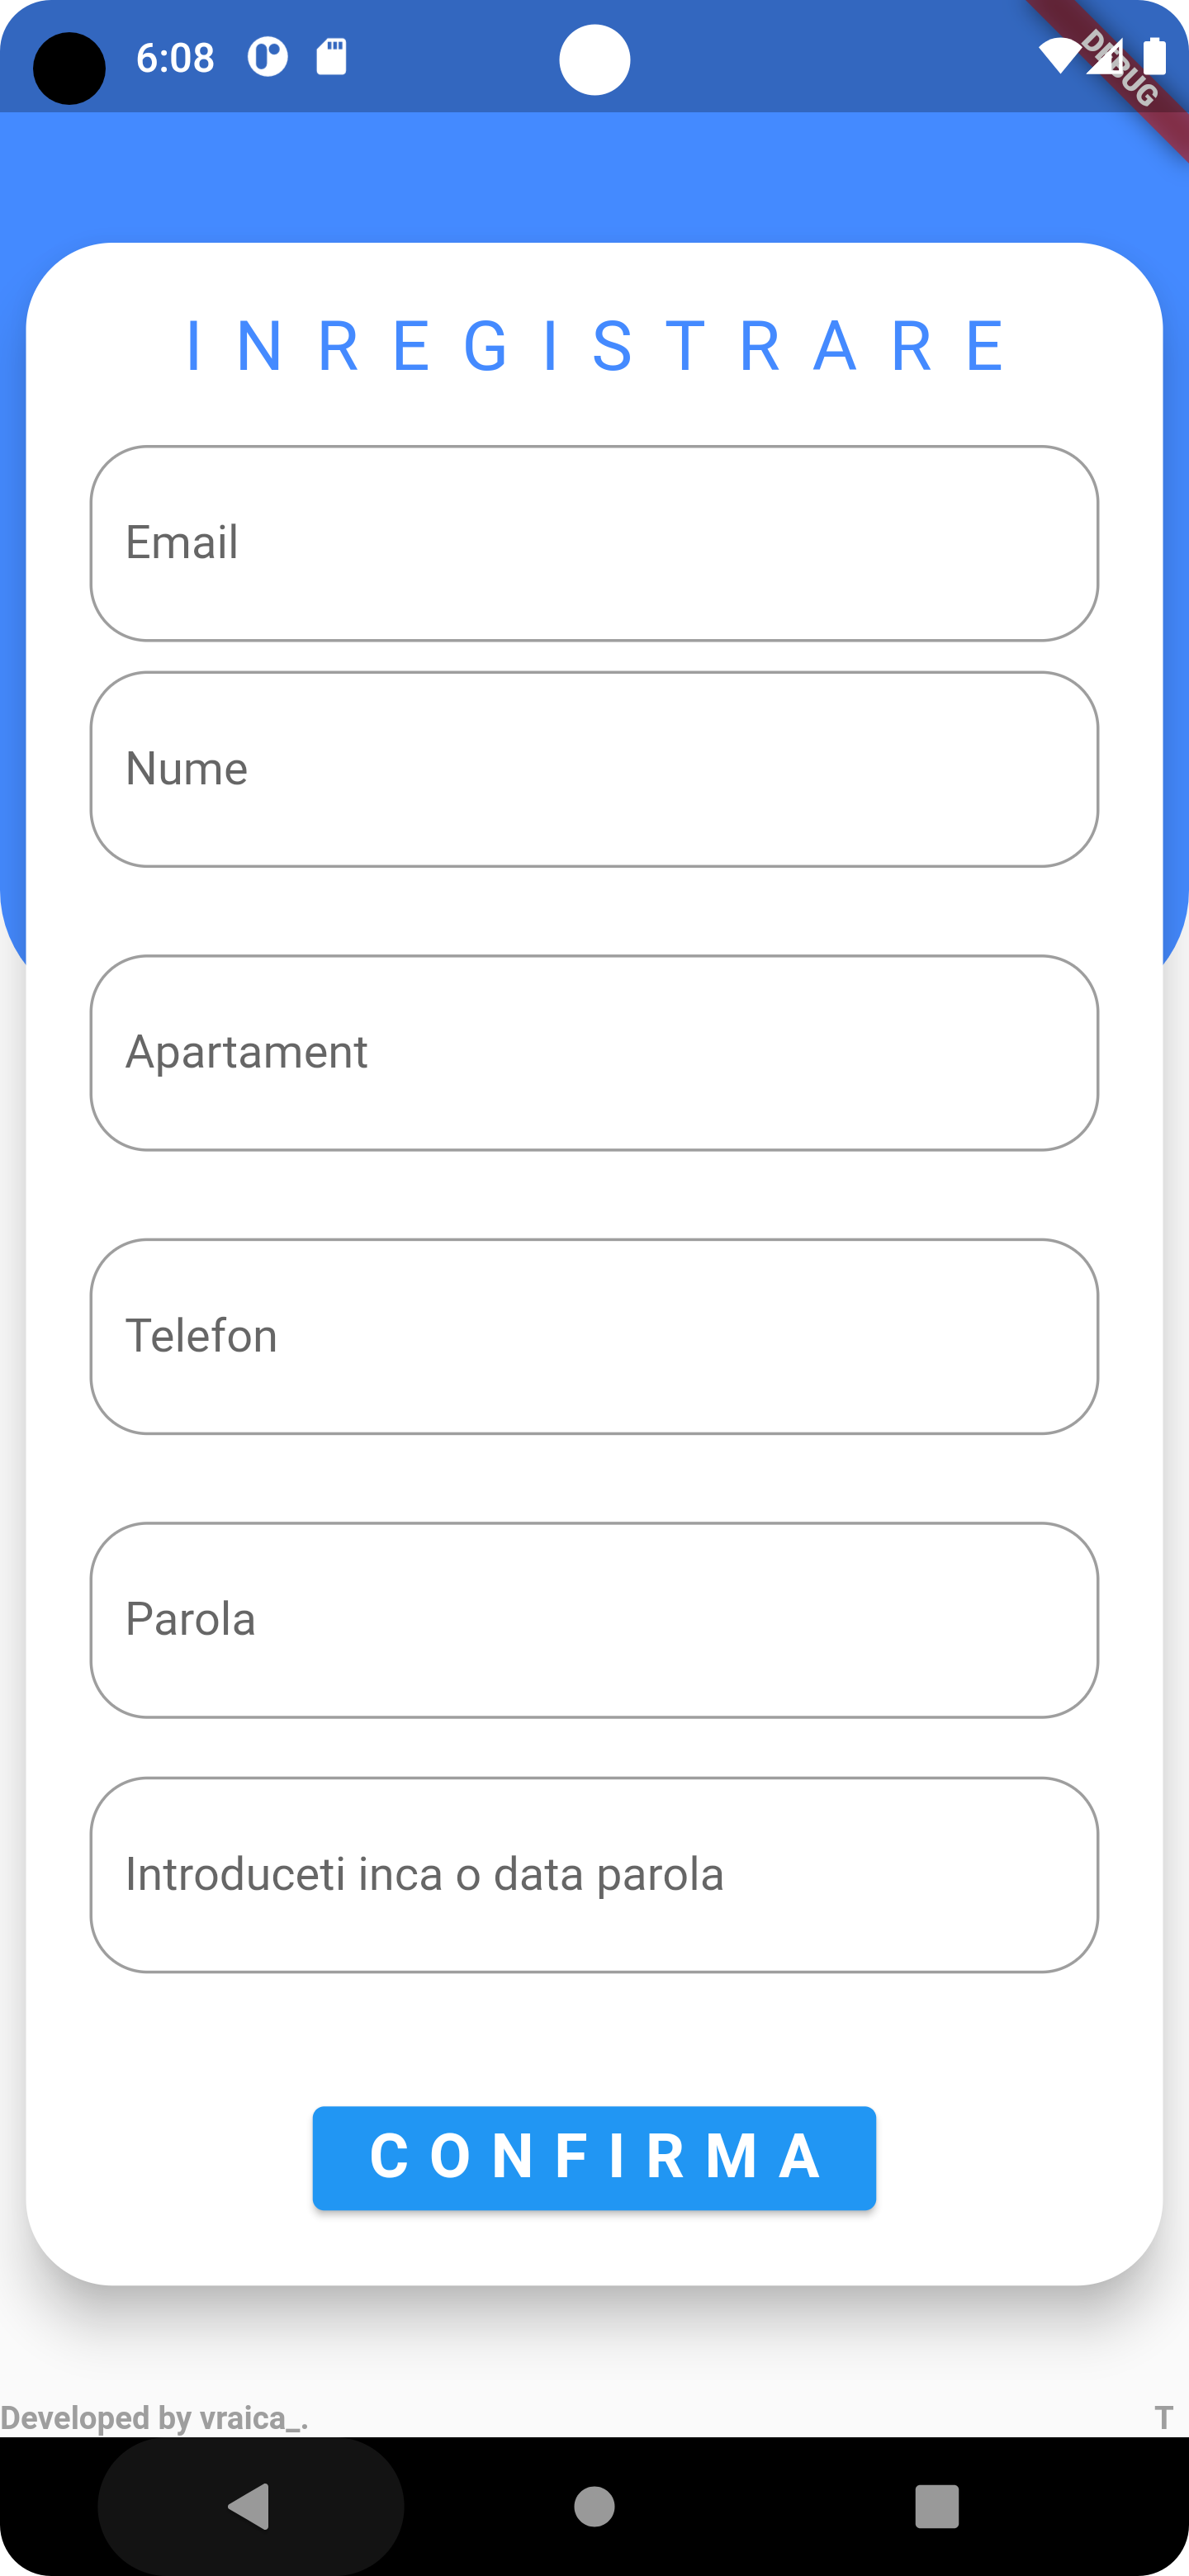 6:08
DEBUG
I N R E G I S T R A R E
Email
Nume
Apartament
Telefon
Parola
Introduceti inca o data parola
C O N F I R M A
Developed by vraica_. T